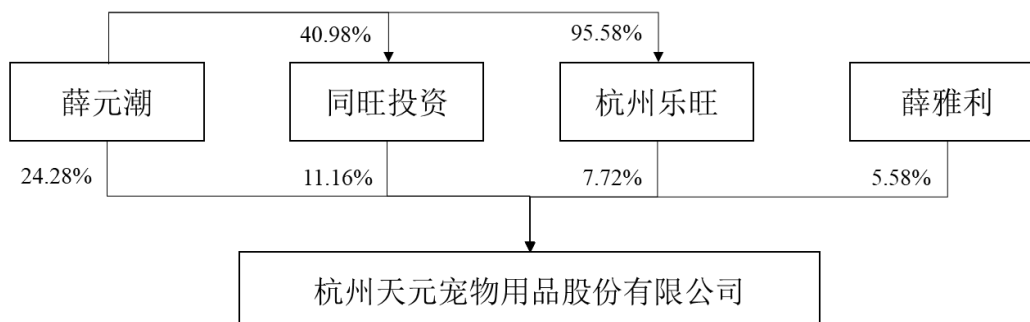 40.98% 95.58%
薛元潮 同旺投资 杭州乐旺 薛雅利
24.28% 11.16% 7.72% 5.58%
杭州天元宠物用品股份有限公司